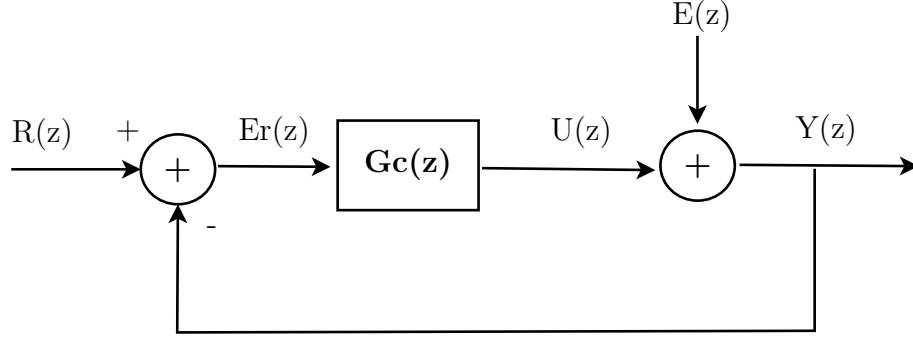 E(z)
R(z)
+
Er(z)
Gc(z)
U(z)
Y(z)
+
+
-